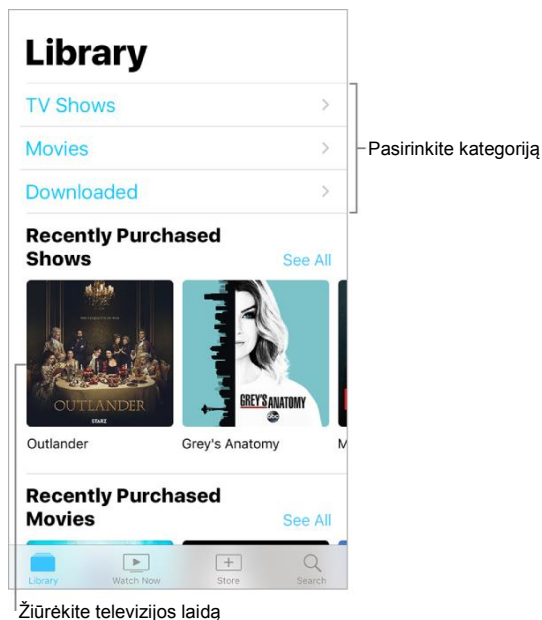 Library
TV Shows
Movies
Pasirinkite kategoriją
Downloaded
Recently Purchased
Shows
See All
OUTLANDER
STARZ
GREY'S ANATOMY
abc
Outlander
Grey's Anatomy
M
Recently Purchased
Movies
See All
Library
Watch Now
Store
Search
Žiūrėkite televizijos laidą